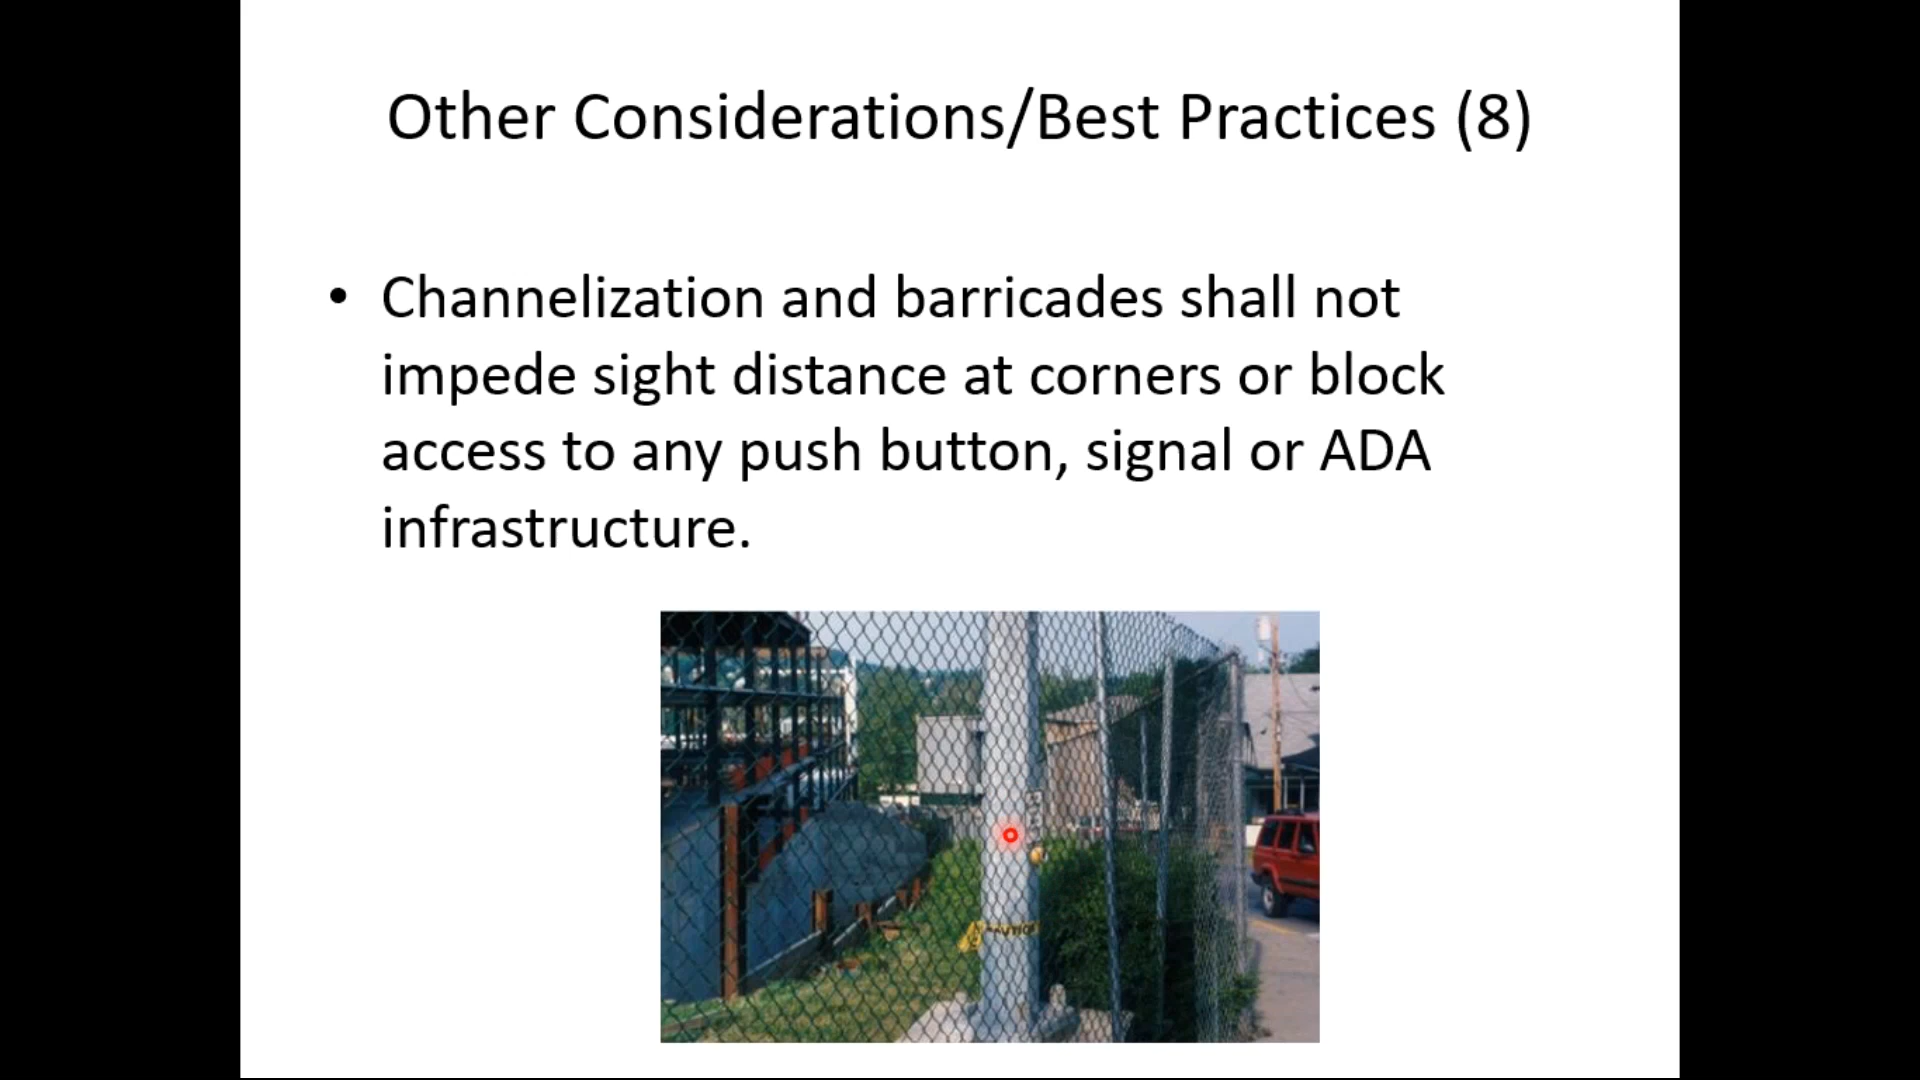 Other Considerations/Best Practices (8)
• Channelization and barricades shall not
impede sight distance at corners or block
access to any push button, signal or ADA
infrastructure.